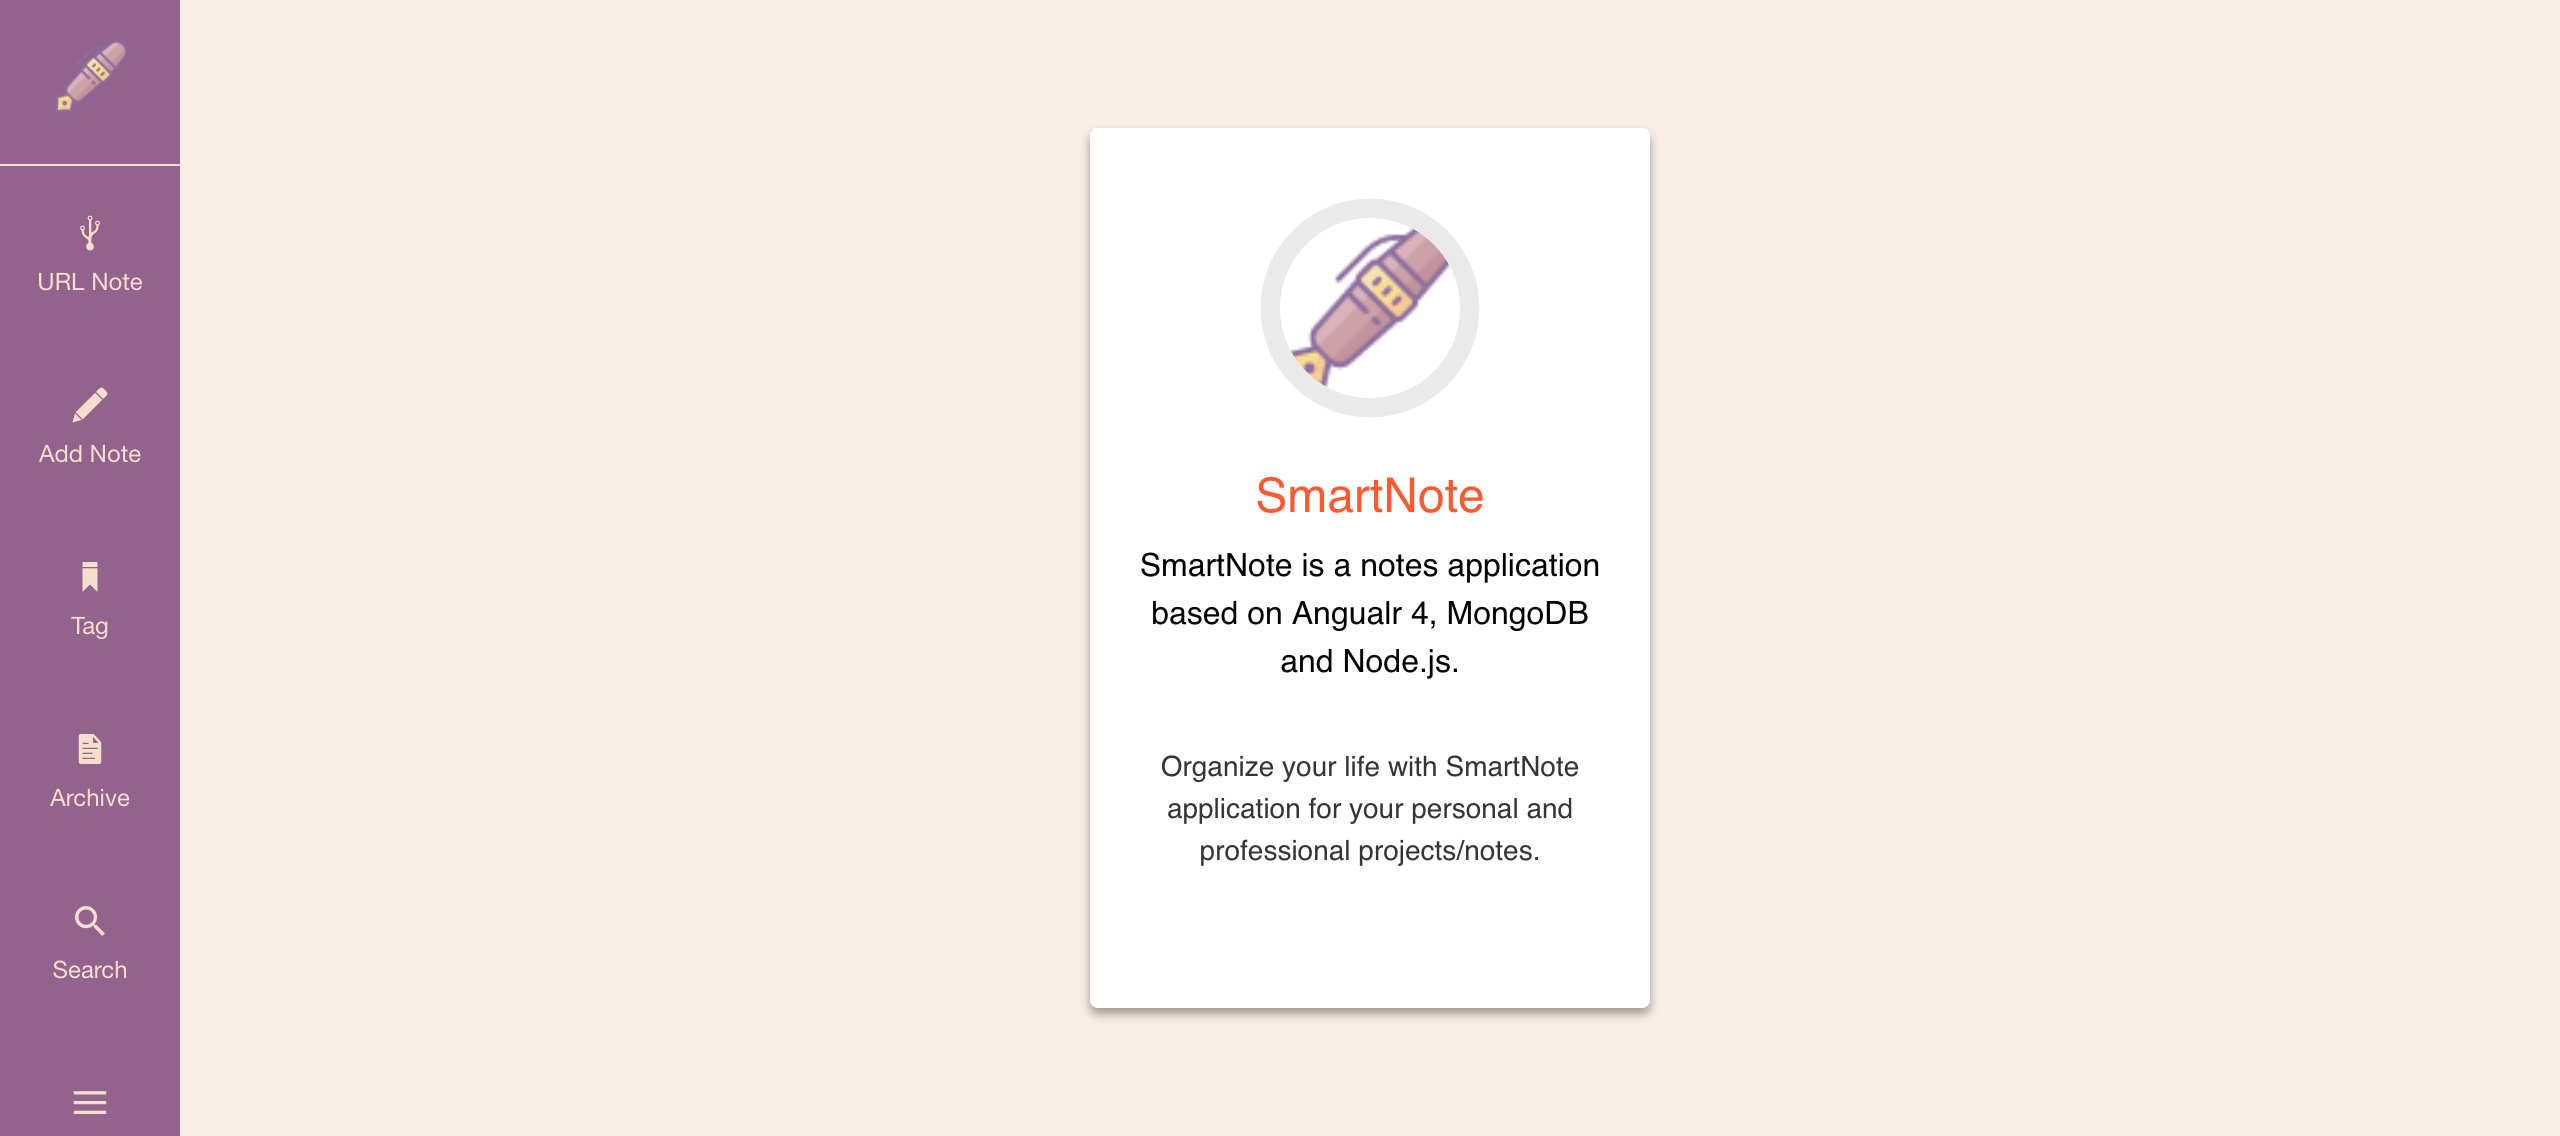 URL Note
Add Note
Tag
Archive
Search
SmartNote
SmartNote is a notes application
based on Angualr 4, MongoDB
and Node.js.
Organize your life with SmartNote
application for your personal and
professional projects/notes.